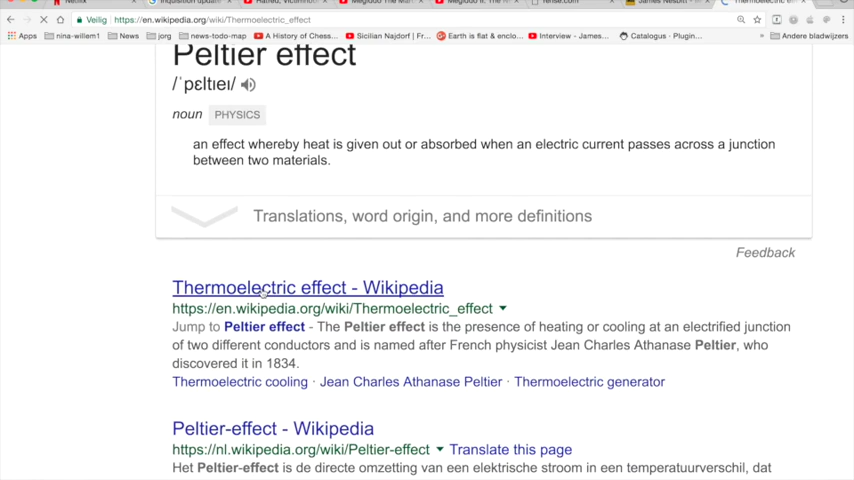 Netflix
jorg
Tense.com
James Nesbitt
Veilig https://en.wikipedia.org/wiki/Thermoelectric_effect
Apps nina-willem1 News jorg news-todo-map A History of Chess... Sicilian Najdorf | Fr... Earth is flat & enclo... Interview - James... Catalogus - Plugin... » Andere bladwijzers
Peltier effect
/ˈpɛltɪeɪ/
noun PHYSICS
an effect whereby heat is given out or absorbed when an electric current passes across a junction
between two materials.
Translations, word origin, and more definitions
Feedback
Thermoelectric effect - Wikipedia
https://en.wikipedia.org/wiki/Thermoelectric_effect
Jump to Peltier effect - The Peltier effect is the presence of heating or cooling at an electrified junction
of two different conductors and is named after French physicist Jean Charles Athanase Peltier, who
discovered it in 1834.
Thermoelectric cooling · Jean Charles Athanase Peltier · Thermoelectric generator
Peltier-effect - Wikipedia
https://nl.wikipedia.org/wiki/Peltier-effect Translate this page
Het Peltier-effect is de directe omzetting van een elektrische stroom in een temperatuurverschil, dat